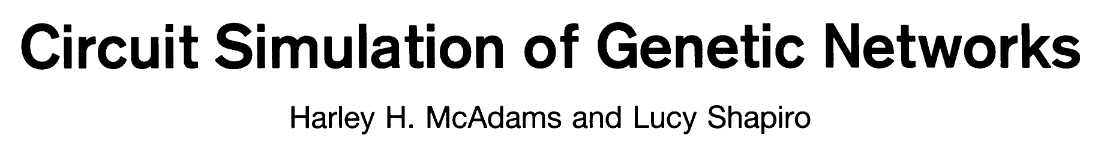 Circuit Simulation of Genetic Networks
Harley H. McAdams and Lucy Shapiro